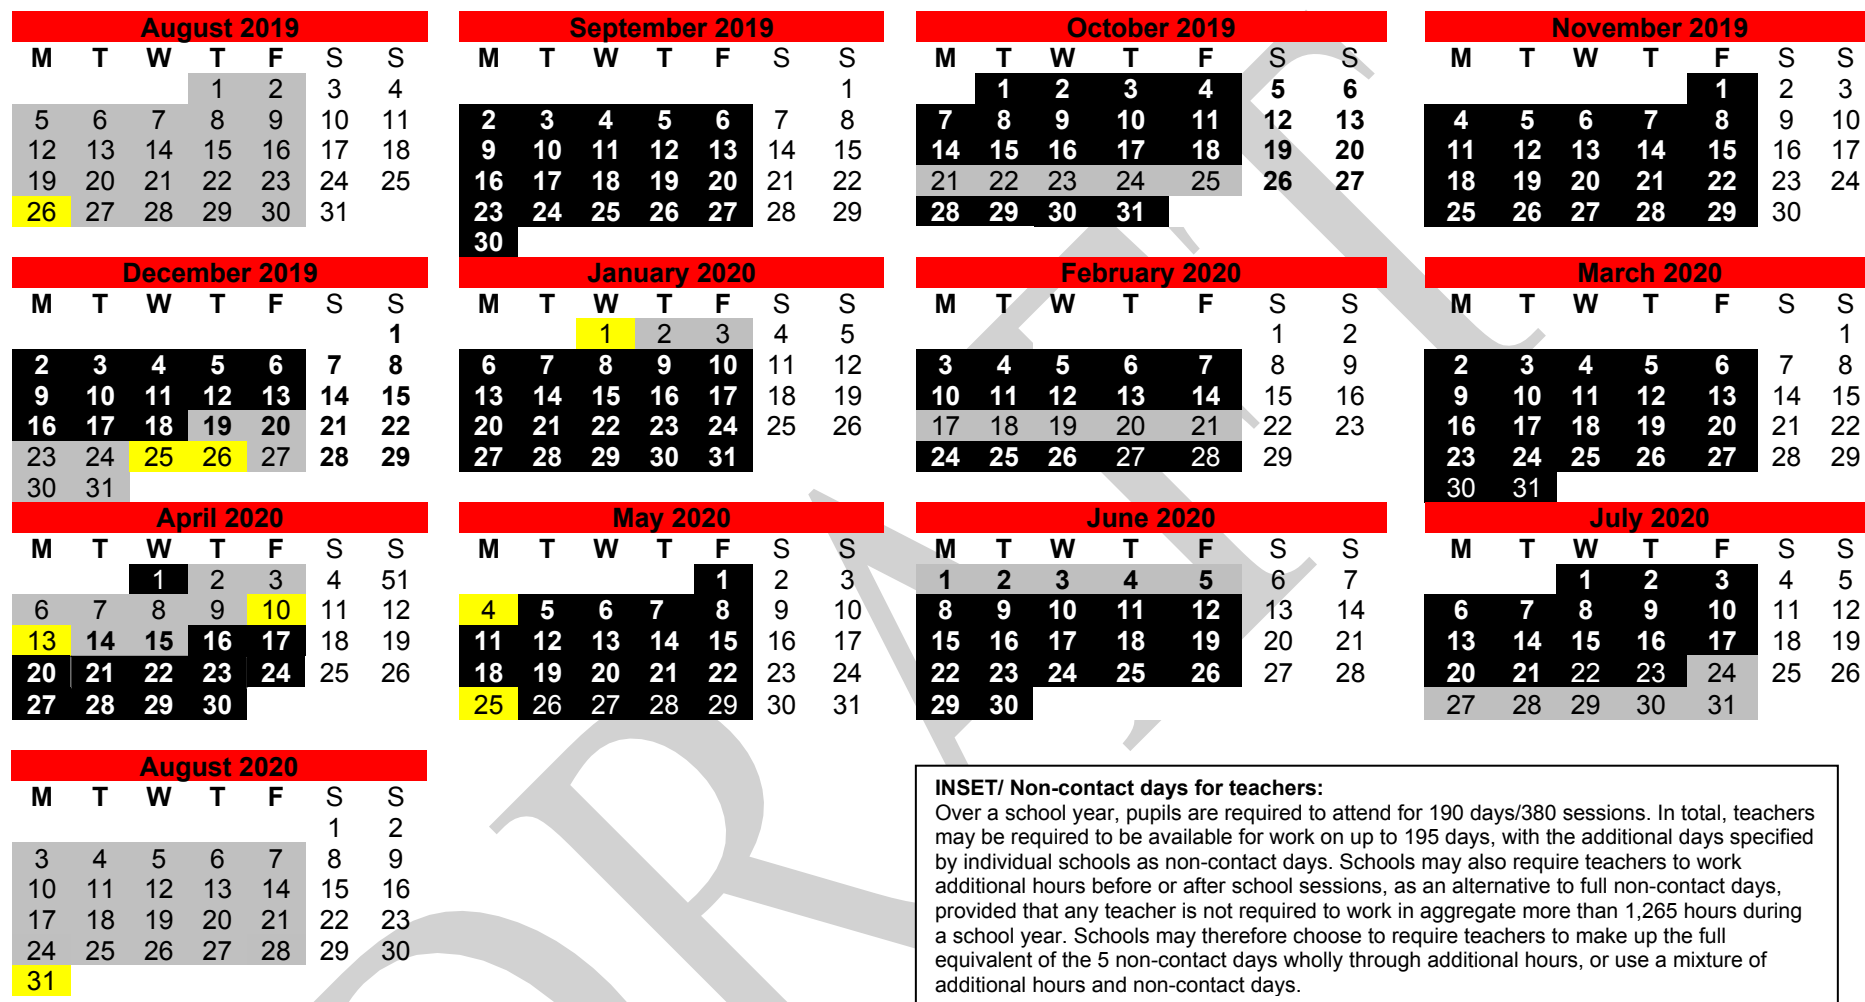 August 2019
M T W T F S S
1 2 3 4
5 6 7 8 9 10 11
12 13 14 15 16 17 18
19 20 21 22 23 24 25
26 27 28 29 30 31
September 2019
M T W T F S S
1
2 3 4 5 6 7 8
9 10 11 12 13 14 15
16 17 18 19 20 21 22
23 24 25 26 27 28 29
30
October 2019
M T W T F S S
1 2 3 4 5 6
7 8 9 10 11 12 13
14 15 16 17 18 19 20
21 22 23 24 25 26 27
28 29 30 31
November 2019
M T W T F S S
1 2 3
4 5 6 7 8 9 10
11 12 13 14 15 16 17
18 19 20 21 22 23 24
25 26 27 28 29 30
December 2019
M T W T F S S
1
2 3 4 5 6 7 8
9 10 11 12 13 14 15
16 17 18 19 20 21 22
23 24 25 26 27 28 29
30 31
January 2020
M T W T F S S
1 2 3 4 5
6 7 8 9 10 11 12
13 14 15 16 17 18 19
20 21 22 23 24 25 26
27 28 29 30 31
February 2020
M T W T F S S
1 2
3 4 5 6 7 8 9
10 11 12 13 14 15 16
17 18 19 20 21 22 23
24 25 26 27 28 29
March 2020
M T W T F S S
1
2 3 4 5 6 7 8
9 10 11 12 13 14 15
16 17 18 19 20 21 22
23 24 25 26 27 28 29
30 31
April 2020
M T W T F S S
1 2 3 4 51
6 7 8 9 10 11 12
13 14 15 16 17 18 19
20 21 22 23 24 25 26
27 28 29 30
May 2020
M T W T F S S
1 2 3
4 5 6 7 8 9 10
11 12 13 14 15 16 17
18 19 20 21 22 23 24
25 26 27 28 29 30 31
June 2020
M T W T F S S
1 2 3 4 5 6 7
8 9 10 11 12 13 14
15 16 17 18 19 20 21
22 23 24 25 26 27 28
29 30
July 2020
M T W T F S S
1 2 3 4 5
6 7 8 9 10 11 12
13 14 15 16 17 18 19
20 21 22 23 24 25 26
27 28 29 30 31
August 2020
M T W T F S S
1 2
3 4 5 6 7 8 9
10 11 12 13 14 15 16
17 18 19 20 21 22 23
24 25 26 27 28 29 30
31
INSET/ Non-contact days for teachers:
Over a school year, pupils are required to attend for 190 days/380 sessions. In total, teachers
may be required to be available for work on up to 195 days, with the additional days specified
by individual schools as non-contact days. Schools may also require teachers to work
additional hours before or after school sessions, as an alternative to full non-contact days,
provided that any teacher is not required to work in aggregate more than 1,265 hours during
a school year. Schools may therefore choose to require teachers to make up the full
equivalent of the 5 non-contact days wholly through additional hours, or use a mixture of
additional hours and non-contact days.
DRAFT